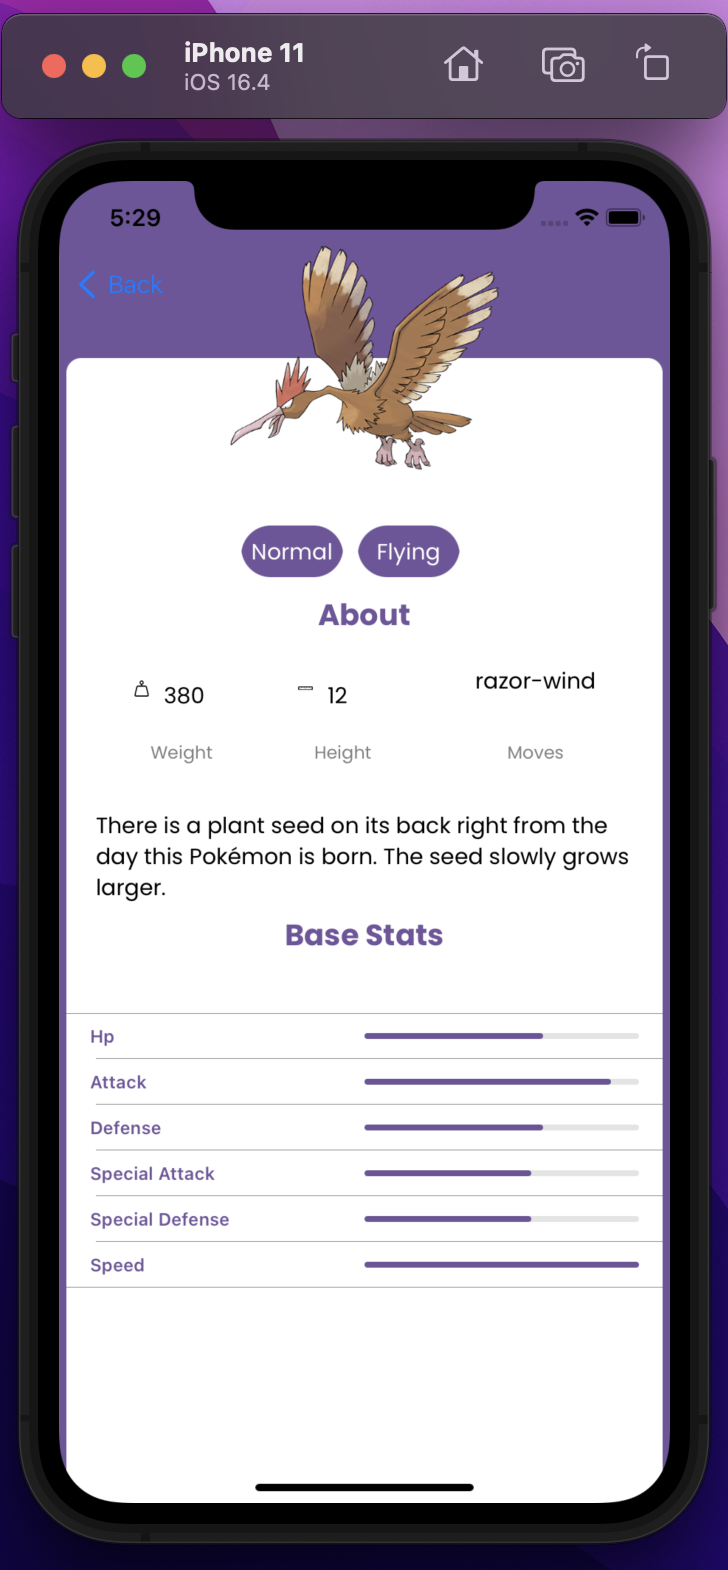 iPhone 11
iOS 16.4
5:29
Back
Normal Flying
About
380 12 razor-wind
Weight Height Moves
There is a plant seed on its back right from the
day this Pokémon is born. The seed slowly grows
larger.
Base Stats
Hp
Attack
Defense
Special Attack
Special Defense
Speed